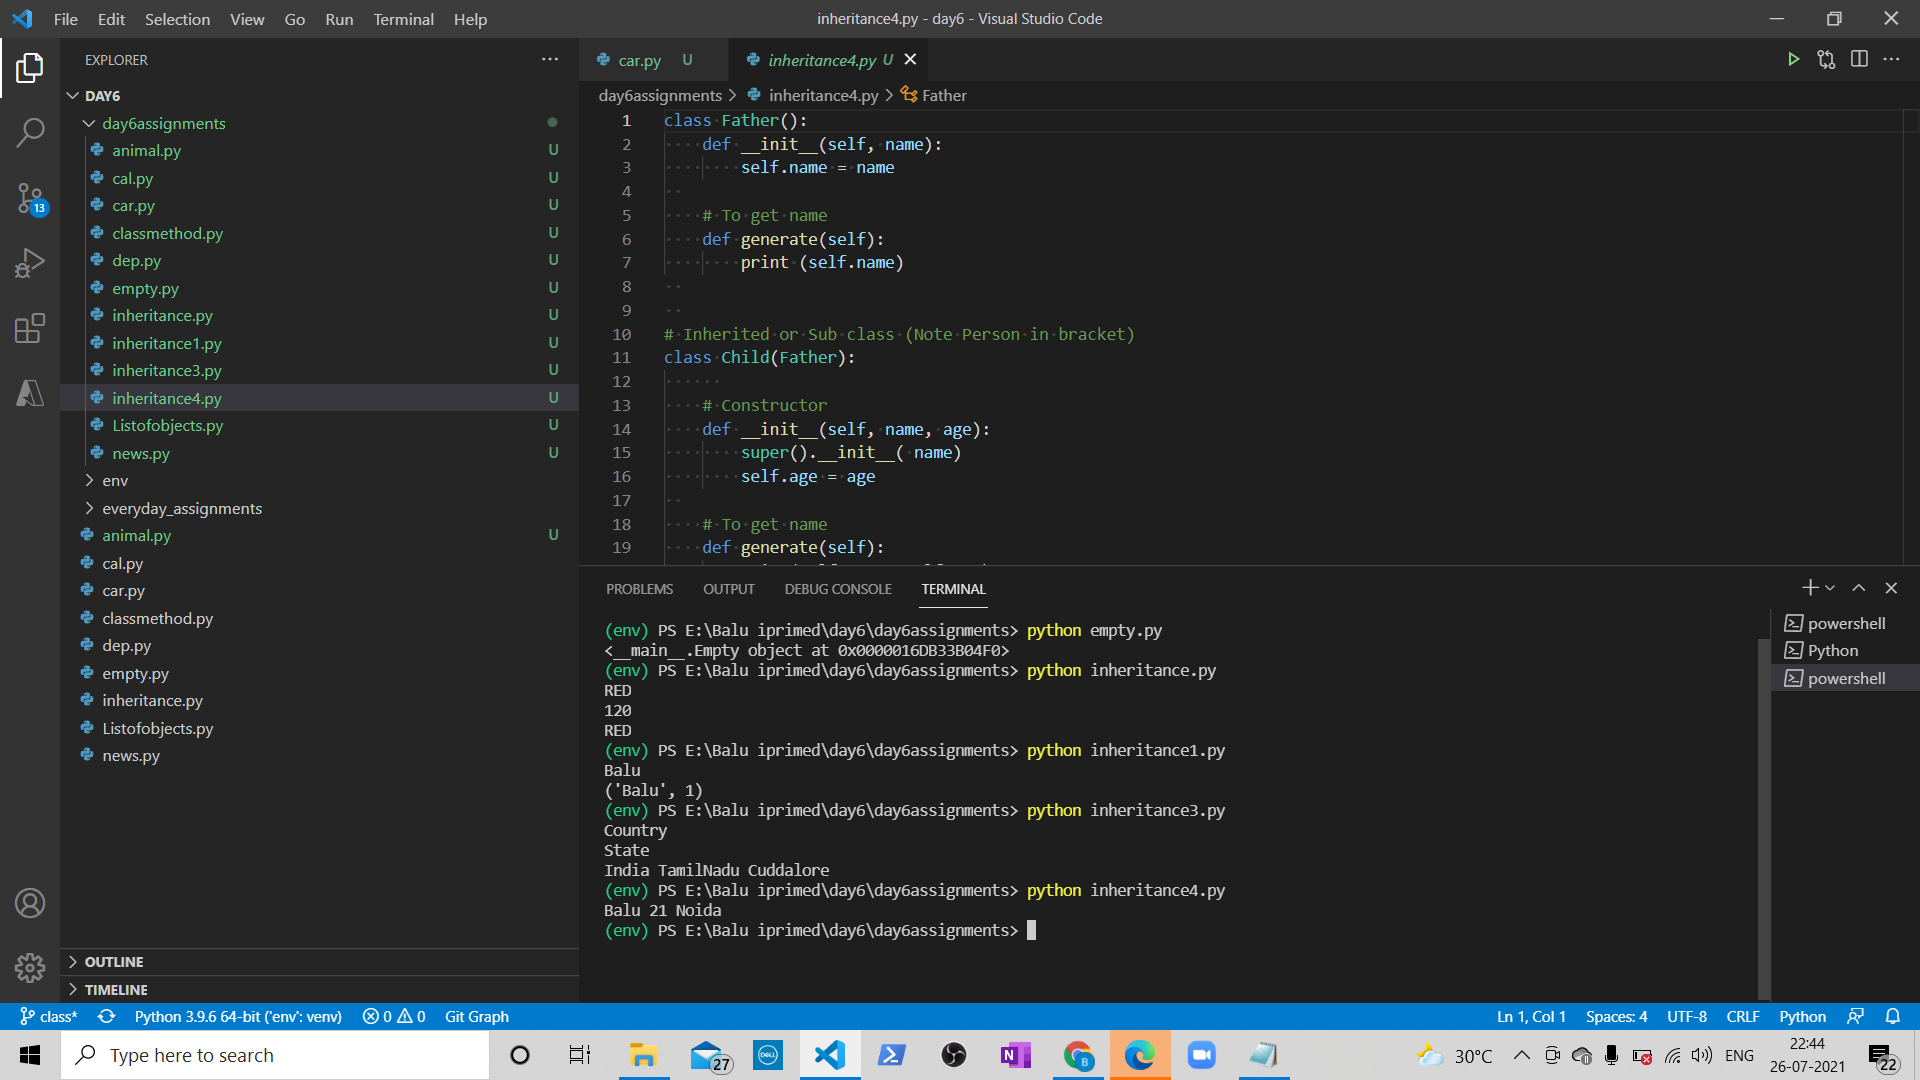 File Edit Selection View Go Run Terminal Help
inheritance4.py - day6 - Visual Studio Code
EXPLORER
DAY6
day6assignments
animal.py U
cal.py U
car.py U
classmethod.py U
dep.py U
empty.py U
inheritance.py U
inheritance1.py U
inheritance3.py U
inheritance4.py U
Listofobjects.py U
news.py U
env
everyday_assignments
animal.py U
cal.py
car.py
classmethod.py
dep.py
empty.py
inheritance.py
Listofobjects.py
news.py
OUTLINE
TIMELINE
13
car.py U
inheritance4.py U
day6assignments > inheritance4.py > Father
1 class Father():
2     def __init__(self, name):
3         self.name = name
4
5     # To get name
6     def generate(self):
7         print (self.name)
8
9
10 # Inherited or Sub class (Note Person in bracket)
11 class Child(Father):
12
13     # Constructor
14     def __init__(self, name, age):
15         super().__init__( name)
16         self.age = age
17
18     # To get name
19     def generate(self):
PROBLEMS OUTPUT DEBUG CONSOLE TERMINAL
(env) PS E:\Balu iprimed\day6\day6assignments> python empty.py
<__main__.Empty object at 0x0000016DB33B04F0>
(env) PS E:\Balu iprimed\day6\day6assignments> python inheritance.py
RED
120
RED
(env) PS E:\Balu iprimed\day6\day6assignments> python inheritance1.py
Balu
('Balu', 1)
(env) PS E:\Balu iprimed\day6\day6assignments> python inheritance3.py
Country
State
India TamilNadu Cuddalore
(env) PS E:\Balu iprimed\day6\day6assignments> python inheritance4.py
Balu 21 Noida
(env) PS E:\Balu iprimed\day6\day6assignments>
powershell
Python
powershell
class* Python 3.9.6 64-bit ('env': venv) 0 0 Git Graph
Ln 1, Col 1 Spaces: 4 UTF-8 CRLF Python
Type here to search
27
DELL
N
B
30°C
ENG
22:44
26-07-2021
22